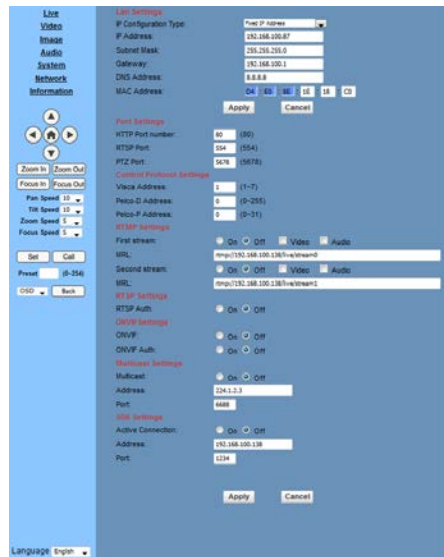 Live
Video
Image
Audio
System
Network
Information
Zoom In Zoom Out
Focus In Focus Out
Pan Speed 10
Tilt Speed 10
Zoom Speed 5
Focus Speed 5
Set Call
Preset (0~254)
OSD Back
Language English
Lan Settings
IP Configuration Type: Fixed IP Address
IP Address: 192.168.100.87
Subnet Mask: 255.255.255.0
Gateway: 192.168.100.1
DNS Address: 8.8.8.8
MAC Address: D4 : E0 : 8E : 1E : 18 : C0
Apply Cancel
Port Settings
HTTP Port number: 80 (80)
RTSP Port: 554 (554)
PTZ Port: 5678 (5678)
Control Protocol Settings
Visca Address: 1 (1~7)
Pelco-D Address: 0 (0~255)
Pelco-P Address: 0 (0~31)
RTMP Settings
First stream: On Off Video Audio
MRL: rtmp://192.168.100.138/live/stream0
Second stream: On Off Video Audio
MRL: rtmp://192.168.100.138/live/stream1
RTSP Settings
RTSP Auth: On Off
ONVIF Settings
ONVIF: On Off
ONVIF Auth: On Off
Multicast Settings
Multicast: On Off
Address: 224.1.2.3
Port: 6688
SDK Settings
Active Connection: On Off
Address: 192.168.100.138
Port: 1234
Apply Cancel